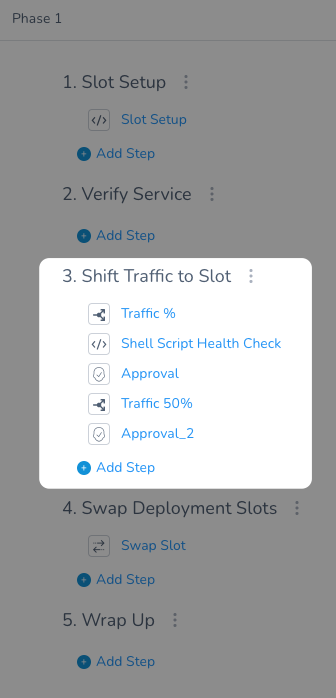 Phase 1
1. Slot Setup
Slot Setup
Add Step
2. Verify Service
Add Step
3. Shift Traffic to Slot
Traffic %
Shell Script Health Check
Approval
Traffic 50%
Approval_2
Add Step
4. Swap Deployment Slots
Swap Slot
Add Step
5. Wrap Up
Add Step